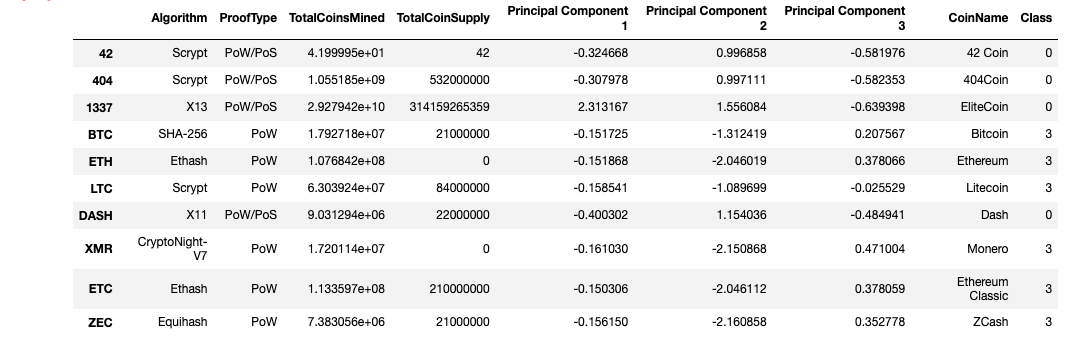 Algorithm ProofType TotalCoinsMined TotalCoinSupply Principal Component 1 Principal Component 2 Principal Component 3 CoinName Class
42 Scrypt PoW/PoS 4.199995e+01 42 -0.324668 0.996858 -0.581976 42 Coin 0
404 Scrypt PoW/PoS 1.055185e+09 532000000 -0.307978 0.997111 -0.582353 404Coin 0
1337 X13 PoW/PoS 2.927942e+10 314159265359 2.313167 1.556084 -0.639398 EliteCoin 0
BTC SHA-256 PoW 1.792718e+07 21000000 -0.151725 -1.312419 0.207567 Bitcoin 3
ETH Ethash PoW 1.076842e+08 0 -0.151868 -2.046019 0.378066 Ethereum 3
LTC Scrypt PoW 6.303924e+07 84000000 -0.158541 -1.089699 -0.025529 Litecoin 3
DASH X11 PoW/PoS 9.031294e+06 22000000 -0.400302 1.154036 -0.484941 Dash 0
XMR CryptoNight-V7 PoW 1.720114e+07 0 -0.161030 -2.150868 0.471004 Monero 3
ETC Ethash PoW 1.133597e+08 210000000 -0.150306 -2.046112 0.378059 Ethereum Classic 3
ZEC Equihash PoW 7.383056e+06 21000000 -0.156150 -2.160858 0.352778 ZCash 3